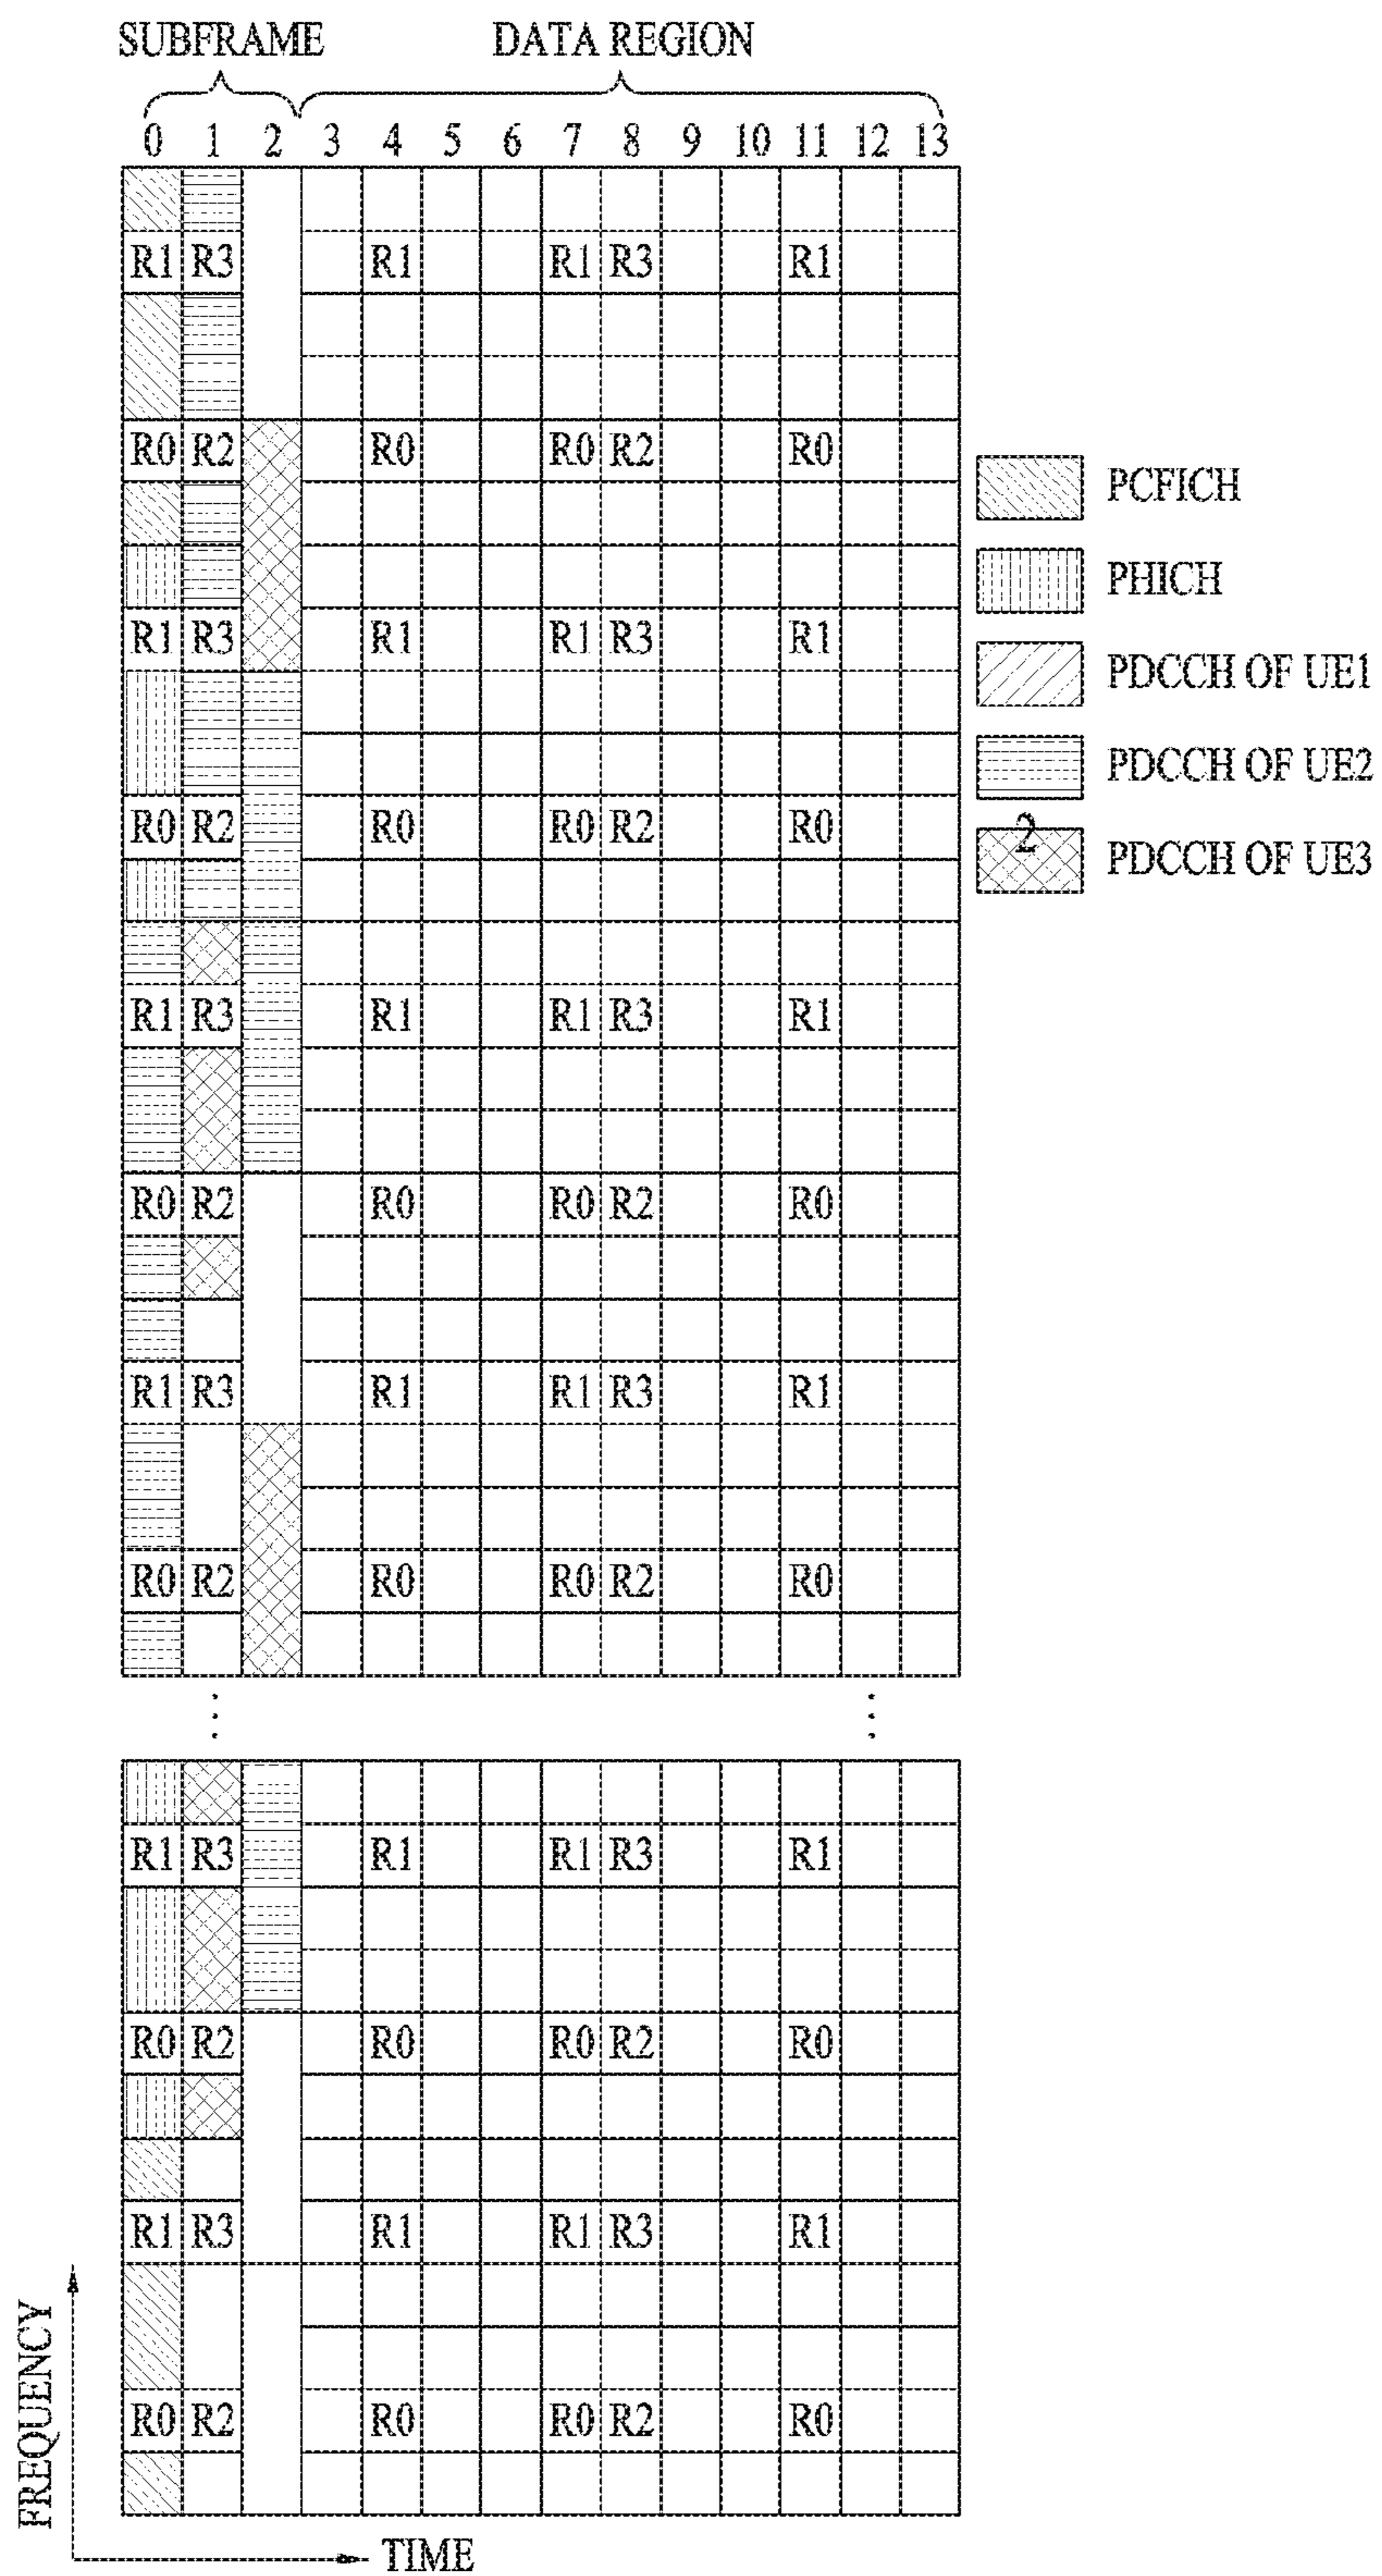 SUBFRAME DATA REGION
0 1 2 3 4 5 6 7 8 9 10 11 12 13
R1 R3 R1 R1 R3 R1
R0 R2 R0 R0 R2 R0
PCFICH
PHICH
R1 R3 R1 R1 R3 R1
PDCCH OF UE1
PDCCH OF UE2
R0 R2 R0 R0 R2 R0
2
PDCCH OF UE3
R1 R3 R1 R1 R3 R1
R0 R2 R0 R0 R2 R0
R1 R3 R1 R1 R3 R1
R0 R2 R0 R0 R2 R0
R1 R3 R1 R1 R3 R1
R0 R2 R0 R0 R2 R0
R1 R3 R1 R1 R3 R1
R0 R2 R0 R0 R2 R0
FREQUENCY
TIME